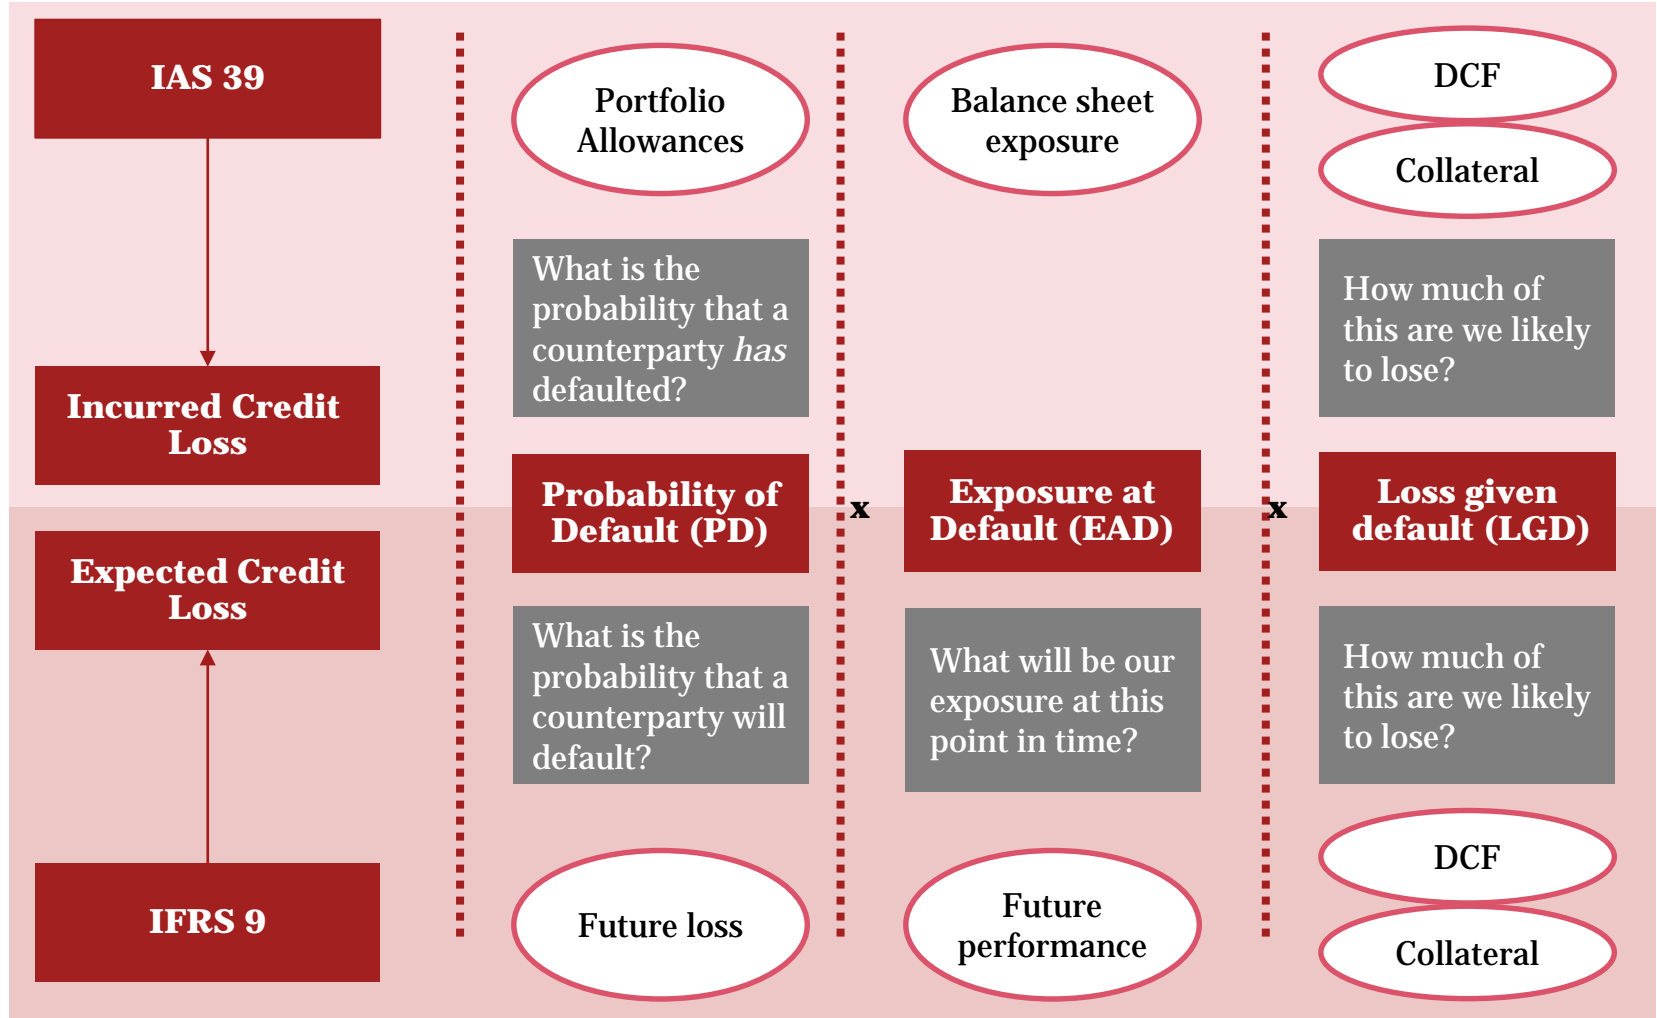 IAS 39
Incurred Credit
Loss
Expected Credit
Loss
IFRS 9
Portfolio
Allowances
What is the
probability that a
counterparty has
defaulted?
Probability of
Default (PD)
What is the
probability that a
counterparty will
default?
Future loss
x
Balance sheet
exposure
Exposure at
Default (EAD)
What will be our
exposure at this
point in time?
Future
performance
x
DCF
Collateral
How much of
this are we likely
to lose?
Loss given
default (LGD)
How much of
this are we likely
to lose?
DCF
Collateral